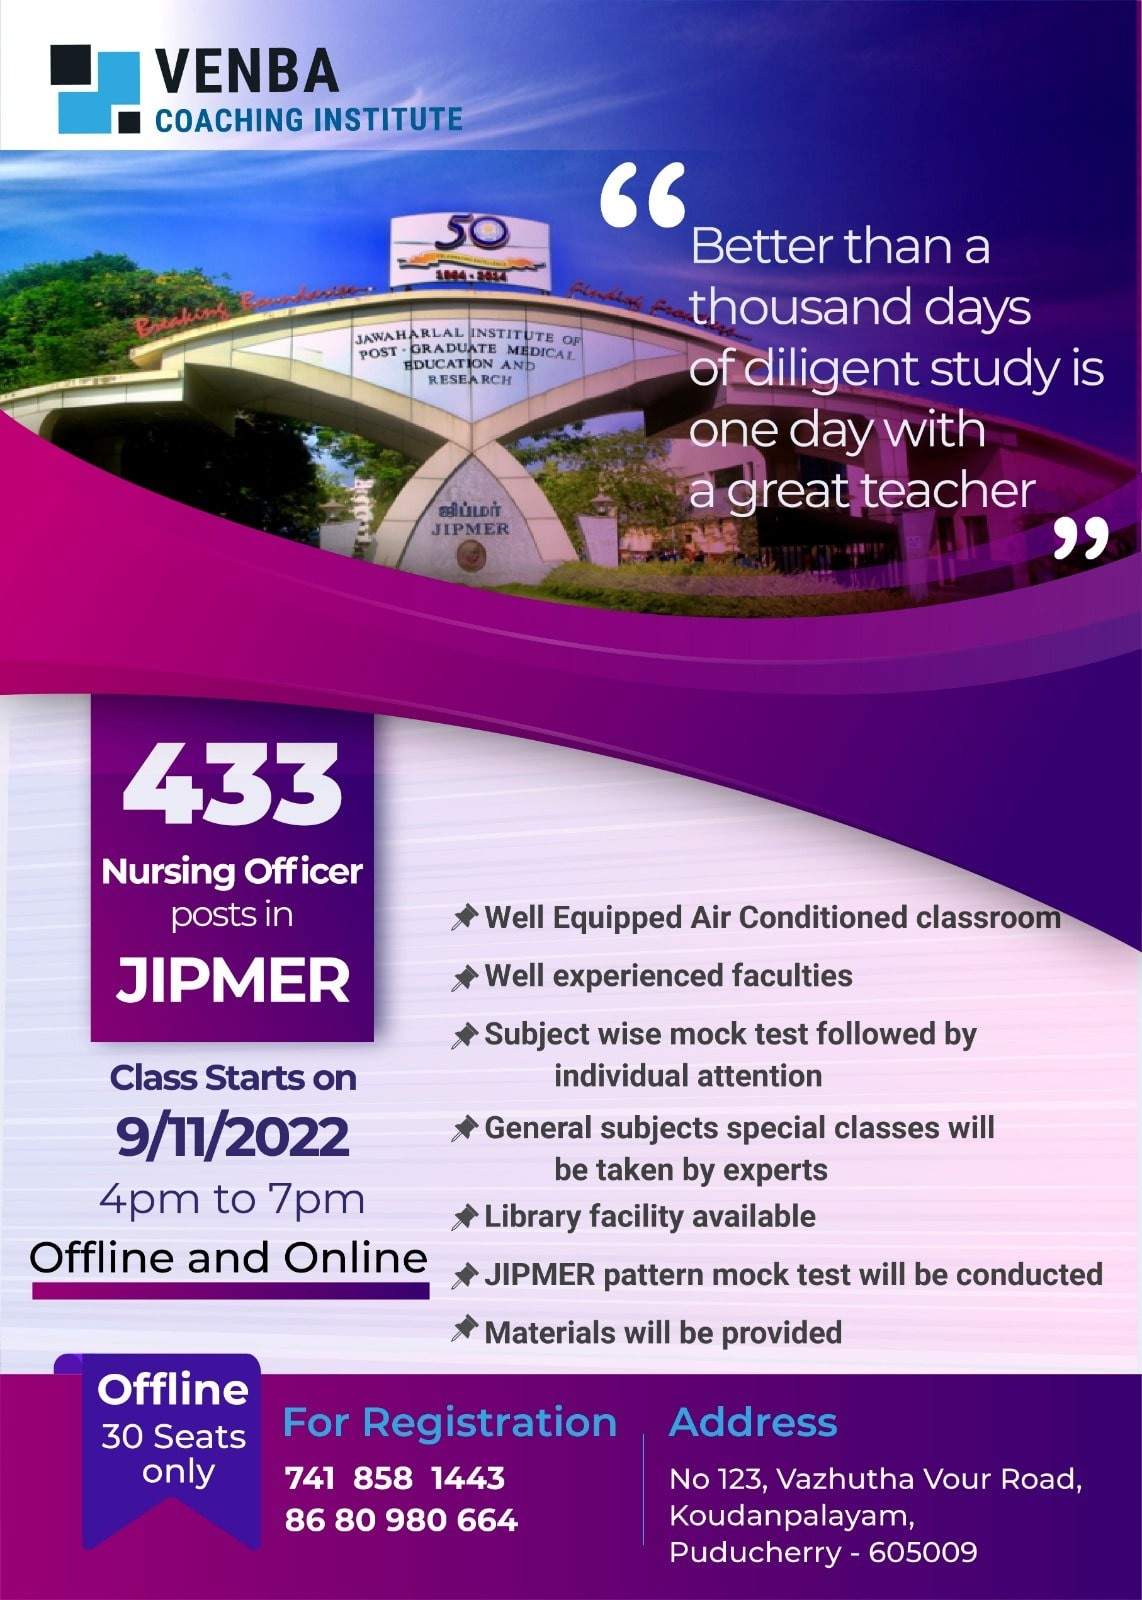 VENBA
COACHING INSTITUTE
50
1964 - 2014
Breaking Boundaries...
Finding
JAWAHARLAL INSTITUTE OF
POST - GRADUATE MEDICAL
EDUCATION AND
RESEARCH
ஜிப்மர்
JIPMER
“
Better than a
thousand days
of diligent study is
one day with
a great teacher
”
433
Nursing Officer
posts in
JIPMER
Class Starts on
9/11/2022
4pm to 7pm
Offline and Online
Well Equipped Air Conditioned classroom
Well experienced faculties
Subject wise mock test followed by
individual attention
General subjects special classes will
be taken by experts
Library facility available
JIPMER pattern mock test will be conducted
Materials will be provided
Offline
30 Seats
only
For Registration
741 858 1443
86 80 980 664
Address
No 123, Vazhutha Vour Road,
Koudanpalayam,
Puducherry - 605009